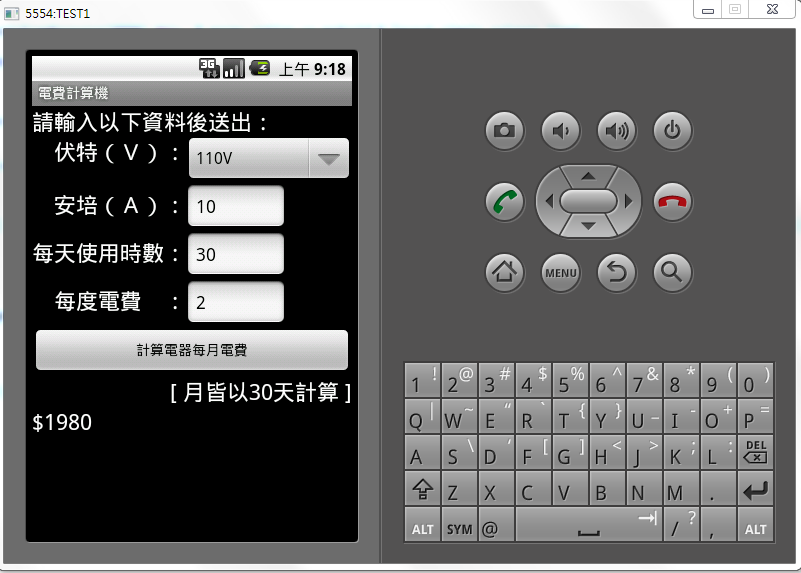 5554:TEST1
3G 上午 9:18
電費計算機
請輸入以下資料後送出：
伏特（V）：110V
安培（A）：10
每天使用時數：30
每度電費　：2
計算電器每月電費
[ 月皆以30天計算 ]
$1980
MENU
1 ! 2 @ 3 # 4 $ 5 % 6 ^ 7 & 8 * 9 ( 0 )
Q | W ~ E “ R ` T { Y } U _ I - O + P =
A S \ D ‘ F [ G ] H < J > K ; L : DEL
Z X C V B N M .
ALT SYM @ / ? , ALT